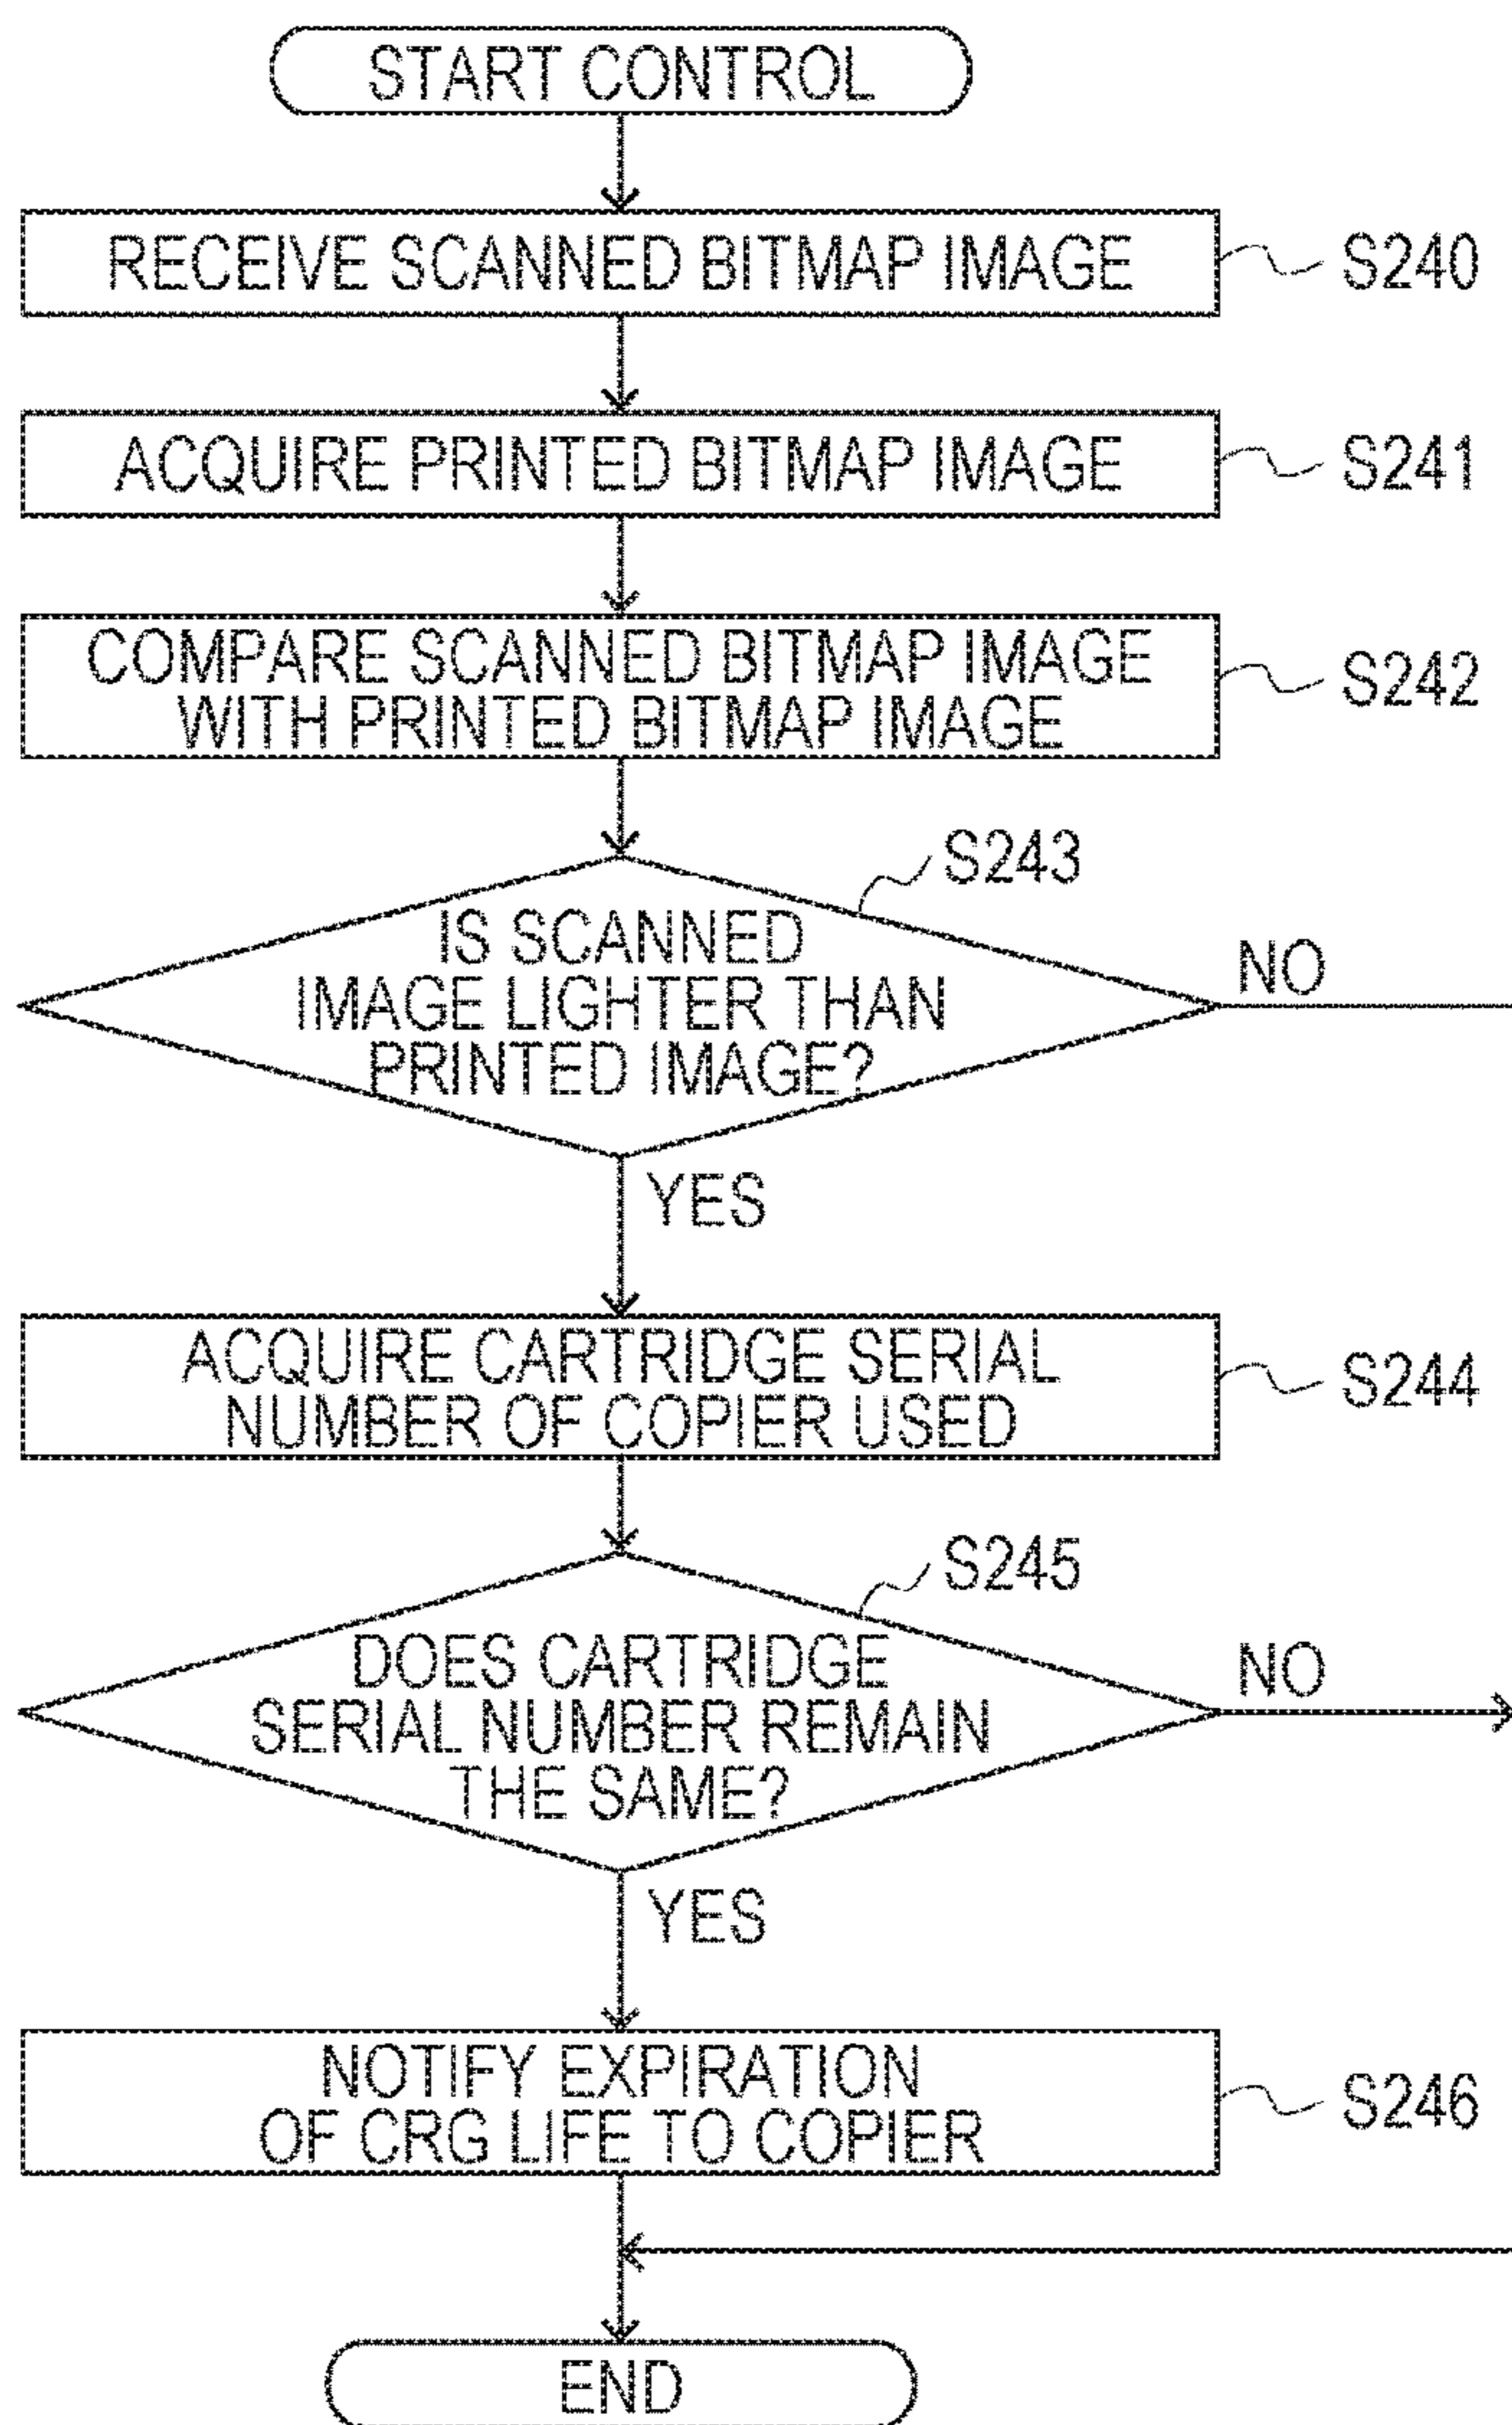 START CONTROL
RECEIVE SCANNED BITMAP IMAGE
S240
ACQUIRE PRINTED BITMAP IMAGE
S241
COMPARE SCANNED BITMAP IMAGE
WITH PRINTED BITMAP IMAGE
S242
S243
IS SCANNED
IMAGE LIGHTER THAN
PRINTED IMAGE?
NO
YES
ACQUIRE CARTRIDGE SERIAL
NUMBER OF COPIER USED
S244
S245
DOES CARTRIDGE
SERIAL NUMBER REMAIN
THE SAME?
NO
YES
NOTIFY EXPIRATION
OF CRG LIFE TO COPIER
S246
END